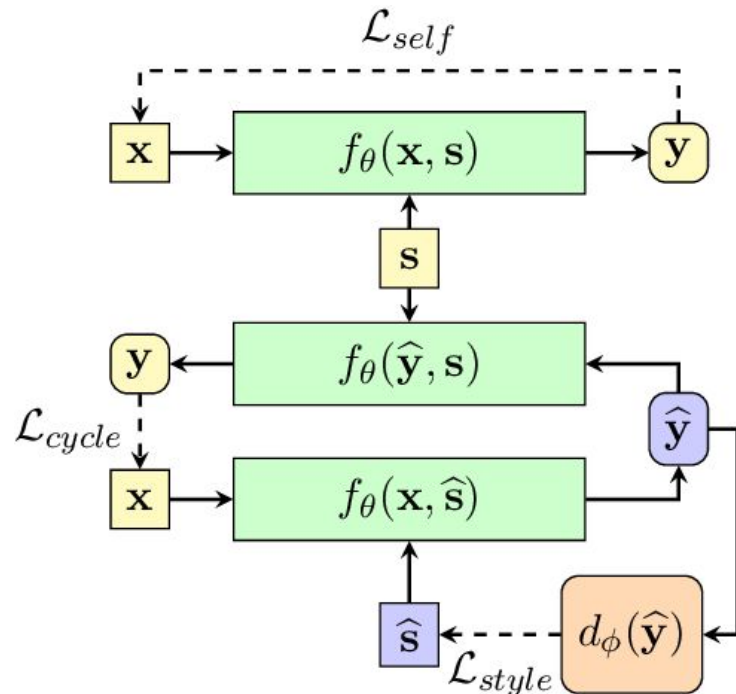 𝓛_self
x f_θ(x, s) y
s
y f_θ(ŷ, s)
𝓛_cycle ŷ
x f_θ(x, ŝ)
ŝ d_ϕ(ŷ)
𝓛_style